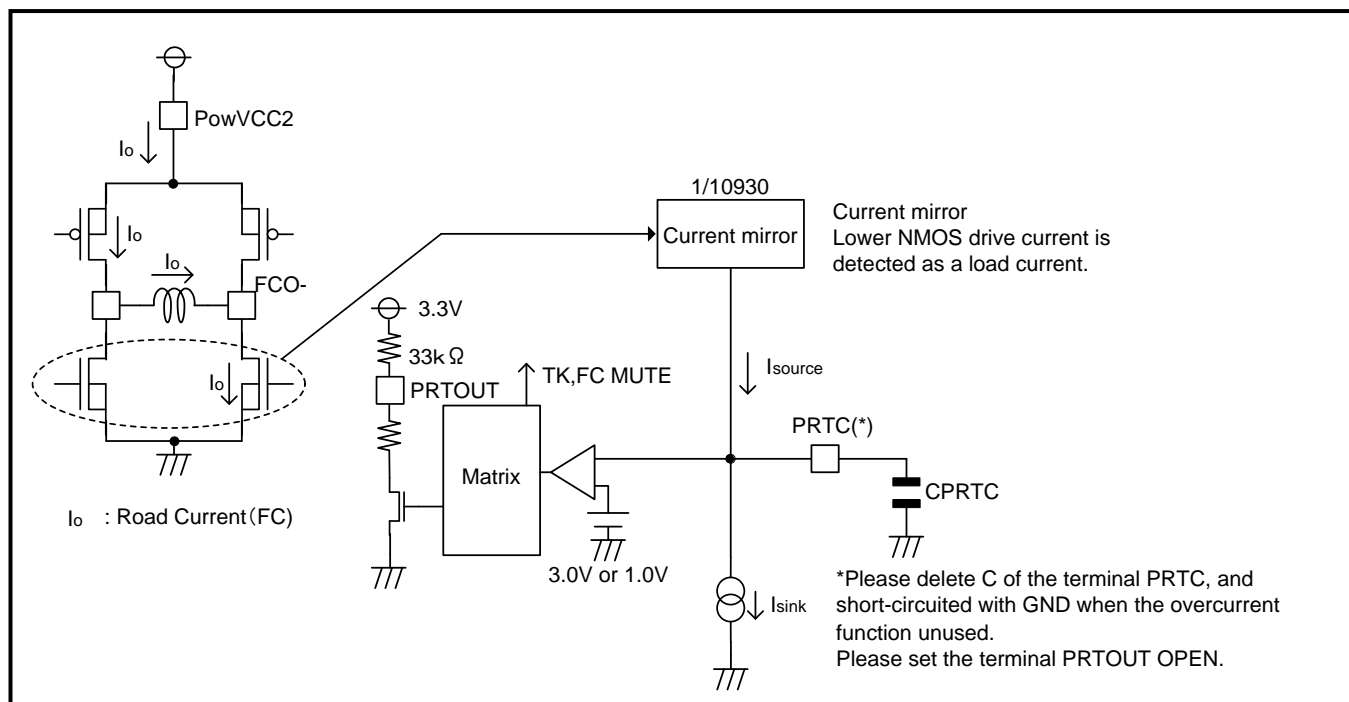 PowVCC2
Io
Io
Io
FCO-
Io
Io : Road Current(FC)
1/10930
Current mirror
Current mirror
Lower NMOS drive current is
detected as a load current.
3.3V
33kΩ
PRTOUT
TK,FC MUTE
Matrix
3.0V or 1.0V
Isource
PRTC(*)
CPRTC
Isink
*Please delete C of the terminal PRTC, and
short-circuited with GND when the overcurrent
function unused.
Please set the terminal PRTOUT OPEN.